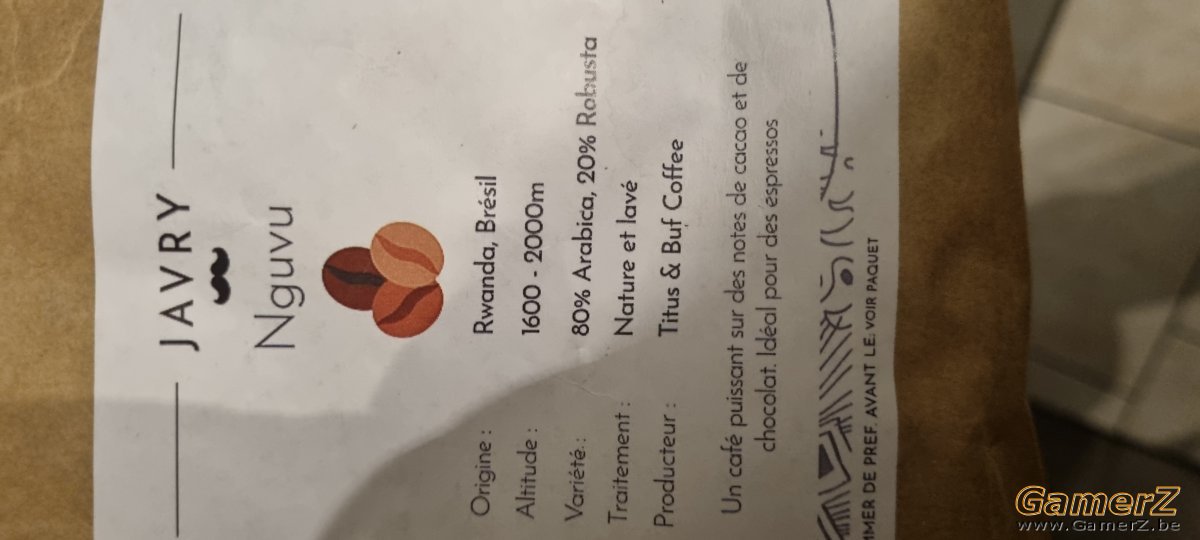 JAVRY
Nguvu
Origine : Rwanda, Brésil
Altitude : 1600 - 2000m
Variété : 80% Arabica, 20% Robusta
Traitement : Nature et lavé
Producteur : Titus & Buf Coffee
Un café puissant sur des notes de cacao et de
chocolat. Idéal pour des espressos
DE PREF. AVANT LE: VOIR PAQUET
GamerZ
www.GamerZ.be